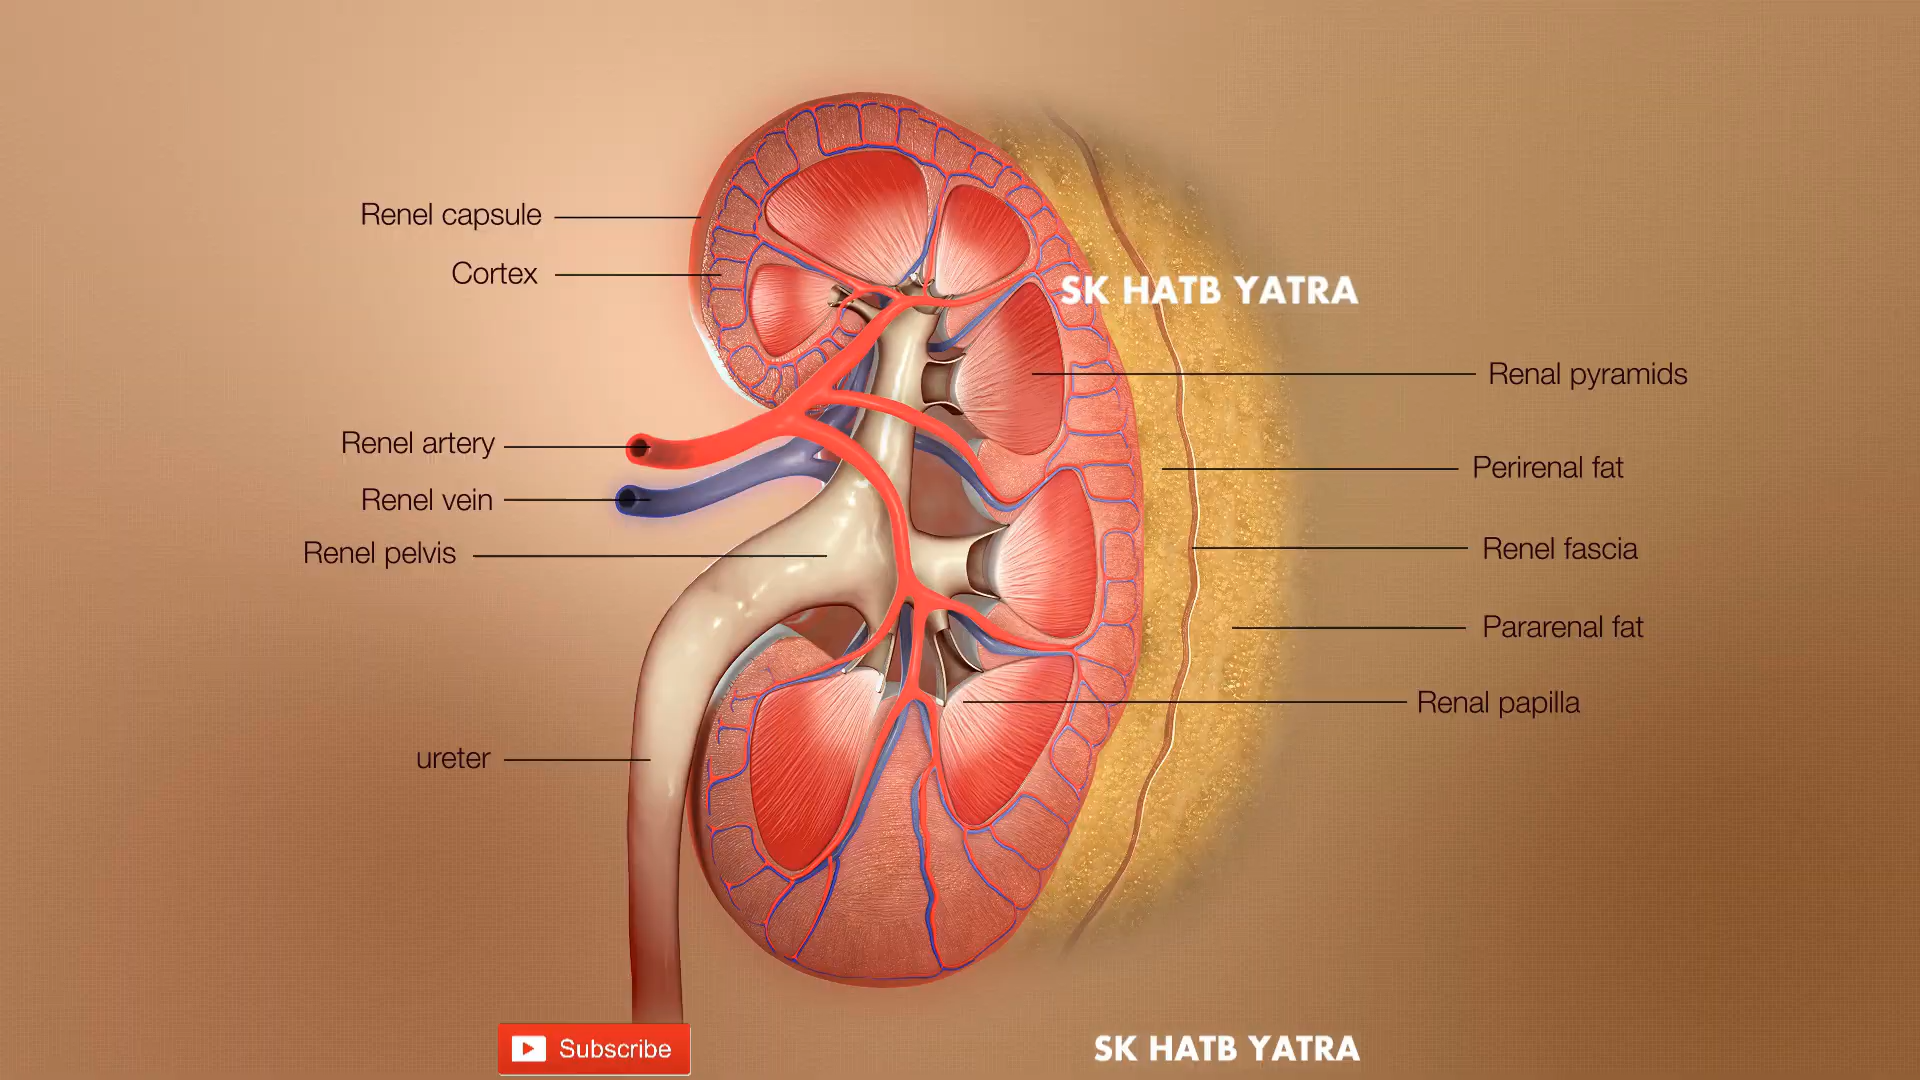 Renel capsule
Cortex
SK HATB YATRA
Renal pyramids
Renel artery
Perirenal fat
Renel vein
Renel pelvis
Renel fascia
Pararenal fat
Renal papilla
ureter
Subscribe
SK HATB YATRA